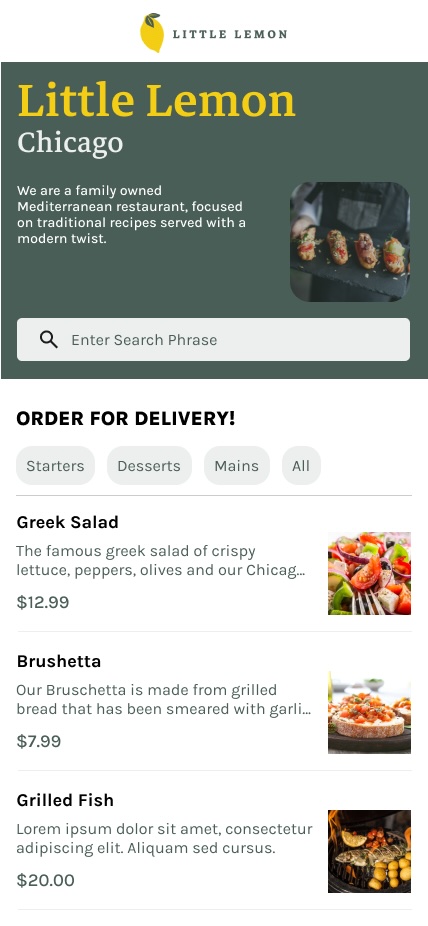 LITTLE LEMON
Little Lemon
Chicago
We are a family owned
Mediterranean restaurant, focused
on traditional recipes served with a
modern twist.
Enter Search Phrase
ORDER FOR DELIVERY!
Starters Desserts Mains All
Greek Salad
The famous greek salad of crispy
lettuce, peppers, olives and our Chicag...
$12.99
Brushetta
Our Bruschetta is made from grilled
bread that has been smeared with garli...
$7.99
Grilled Fish
Lorem ipsum dolor sit amet, consectetur
adipiscing elit. Aliquam sed cursus.
$20.00